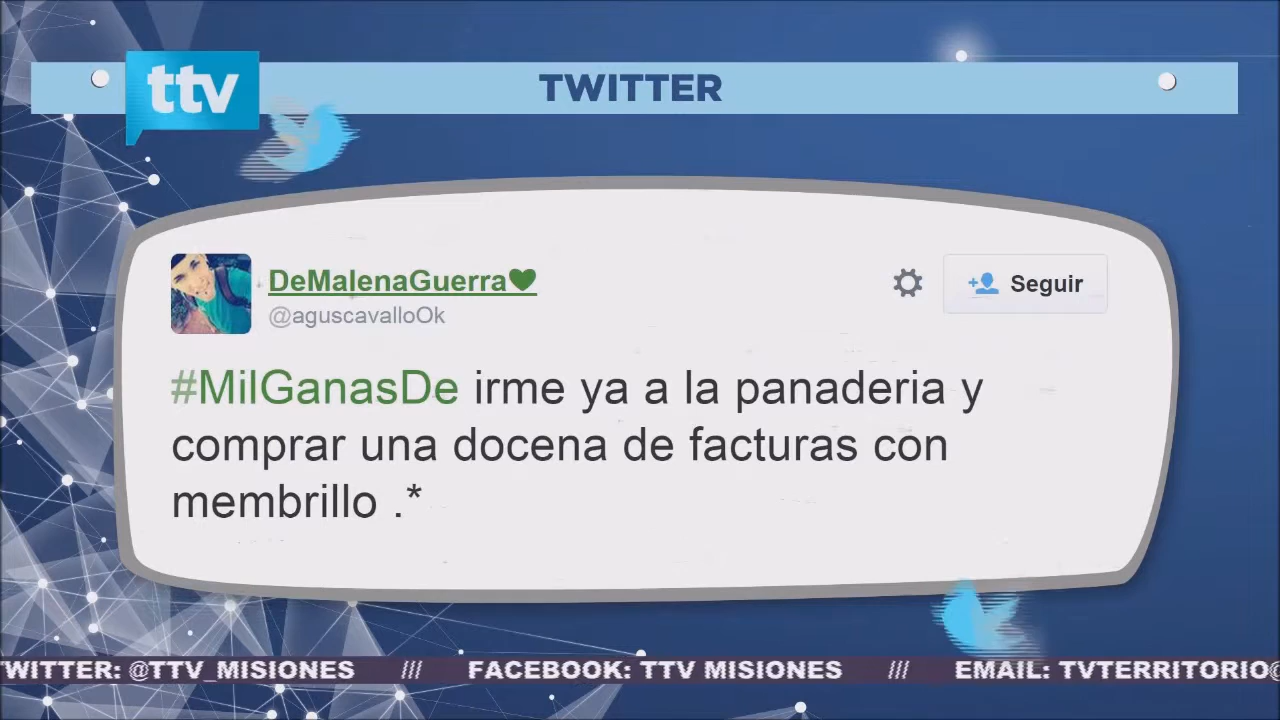 ttv
TWITTER
DeMalenaGuerra
@aguscavalloOk
Seguir
#MilGanasDe irme ya a la panaderia y
comprar una docena de facturas con
membrillo .*
TWITTER: @TTV_MISIONES /// FACEBOOK: TTV MISIONES /// EMAIL: TVTERRITORIO@